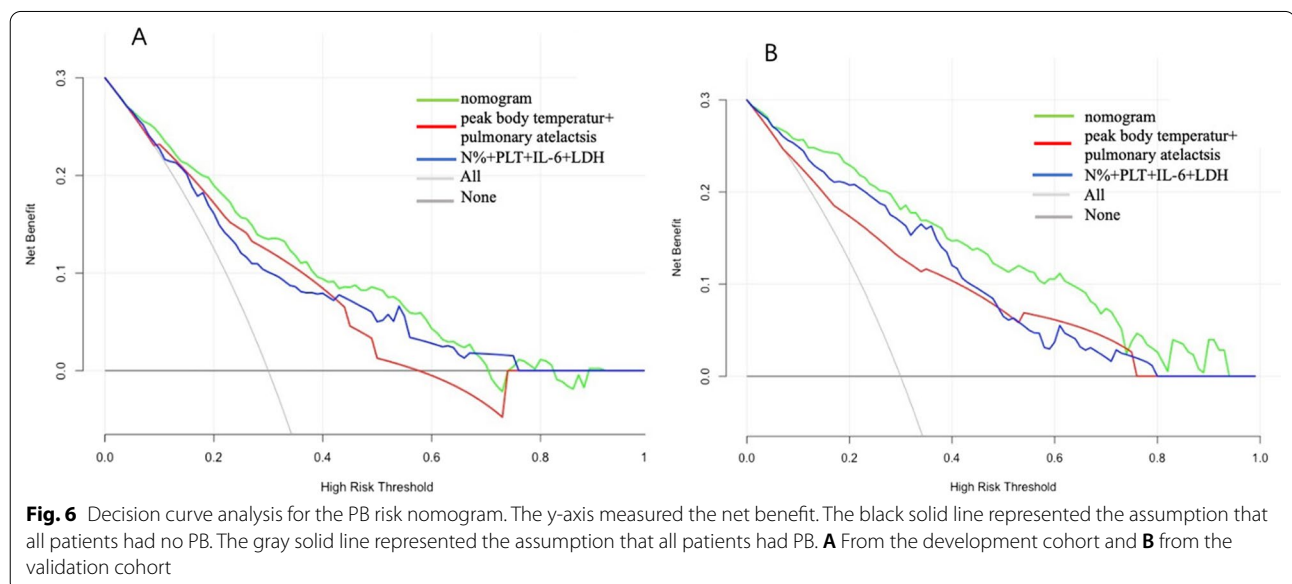 A
Net Benefit
0.3
0.2
0.1
0.0
nomogram
peak body temperatur+
pulmonary atelactsis
N%+PLT+IL-6+LDH
All
None
0.0 0.2 0.4 0.6 0.8 1
High Risk Threshold
B
Net Benefit
0.3
0.2
0.1
0.0
nomogram
peak body temperatur+
pulmonary atelactsis
N%+PLT+IL-6+LDH
All
None
0.0 0.2 0.4 0.6 0.8 1.0
High Risk Threshold
Fig. 6 Decision curve analysis for the PB risk nomogram. The y-axis measured the net benefit. The black solid line represented the assumption that
all patients had no PB. The gray solid line represented the assumption that all patients had PB. A From the development cohort and B from the
validation cohort